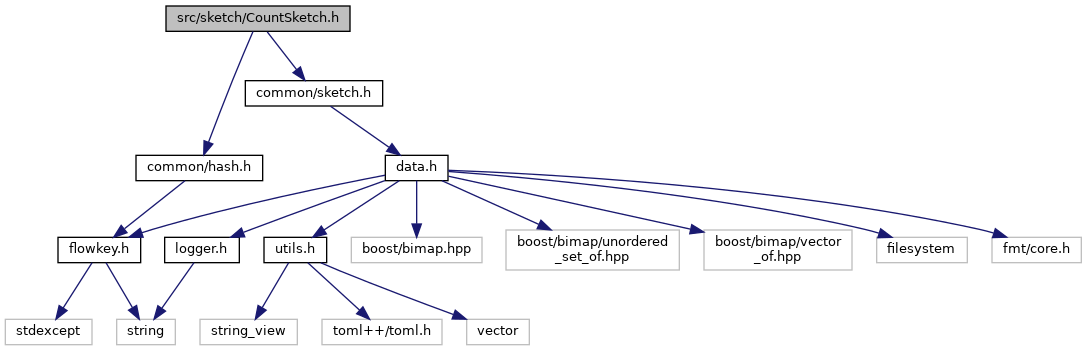 src/sketch/CountSketch.h
common/sketch.h
common/hash.h
data.h
flowkey.h
logger.h
utils.h
boost/bimap.hpp
boost/bimap/unordered
_set_of.hpp
boost/bimap/vector
_of.hpp
filesystem
fmt/core.h
stdexcept
string
string_view
toml++/toml.h
vector